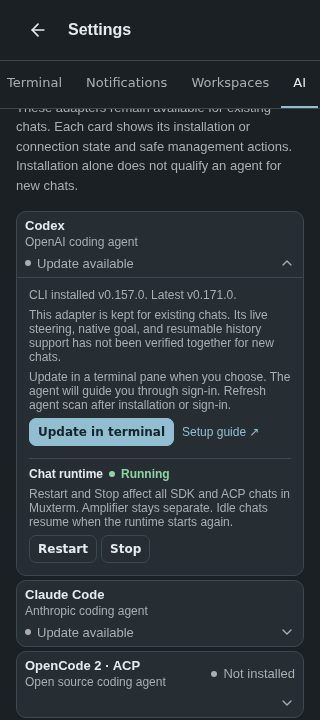 Settings
Terminal Notifications Workspaces AI
These adapters remain available for existing
chats. Each card shows its installation or
connection state and safe management actions.
Installation alone does not qualify an agent for
new chats.
Codex
OpenAI coding agent
Update available
CLI installed v0.157.0. Latest v0.171.0.
This adapter is kept for existing chats. Its live
steering, native goal, and resumable history
support has not been verified together for new
chats.
Update in a terminal pane when you choose. The
agent will guide you through sign-in. Refresh
agent scan after installation or sign-in.
Update in terminal Setup guide ↗
Chat runtime Running
Restart and Stop affect all SDK and ACP chats in
Muxterm. Amplifier stays separate. Idle chats
resume when the runtime starts again.
Restart Stop
Claude Code
Anthropic coding agent
Update available
OpenCode 2 · ACP
Open source coding agent
Not installed